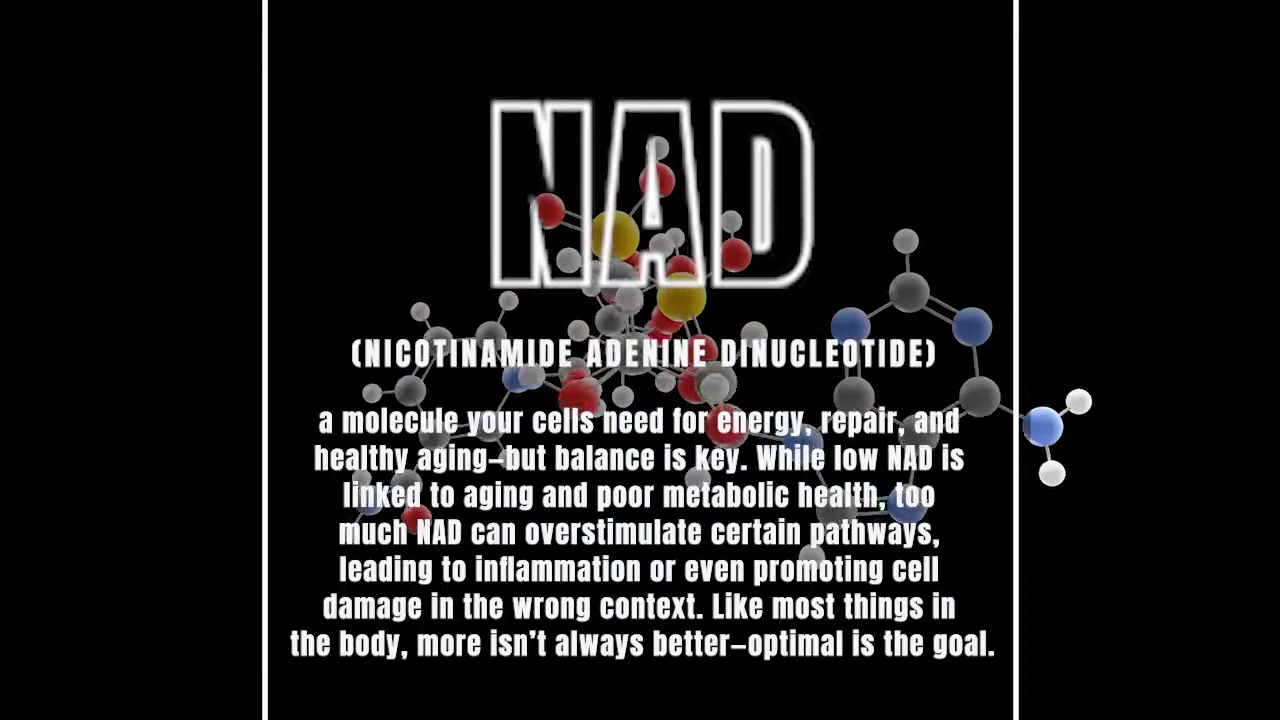 NAD
(NICOTINAMIDE ADENINE DINUCLEOTIDE)
a molecule your cells need for energy, repair, and
healthy aging–but balance is key. While low NAD is
linked to aging and poor metabolic health, too
much NAD can overstimulate certain pathways,
leading to inflammation or even promoting cell
damage in the wrong context. Like most things in
the body, more isn’t always better–optimal is the goal.